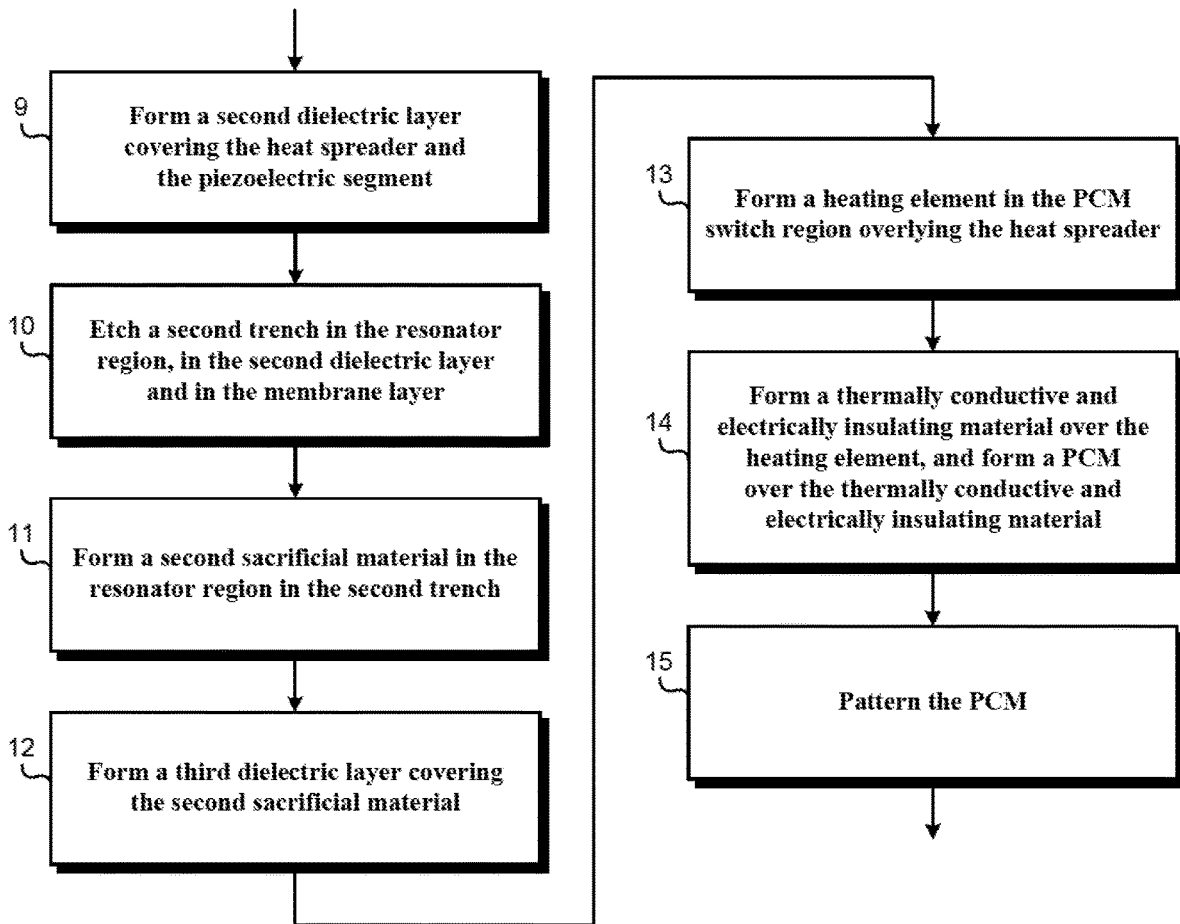 9
Form a second dielectric layer
covering the heat spreader and
the piezoelectric segment
10
Etch a second trench in the resonator
region, in the second dielectric layer
and in the membrane layer
11
Form a second sacrificial material in the
resonator region in the second trench
12
Form a third dielectric layer covering
the second sacrificial material
13
Form a heating element in the PCM
switch region overlying the heat spreader
14
Form a thermally conductive and
electrically insulating material over the
heating element, and form a PCM
over the thermally conductive and
electrically insulating material
15
Pattern the PCM